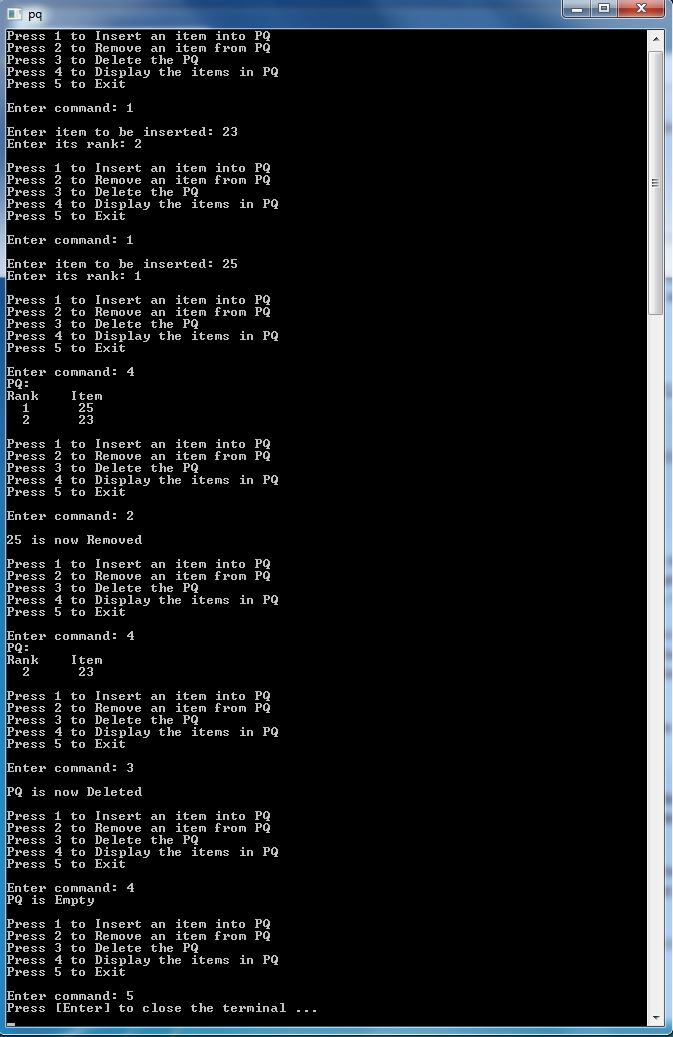 pq
Press 1 to Insert an item into PQ
Press 2 to Remove an item from PQ
Press 3 to Delete the PQ
Press 4 to Display the items in PQ
Press 5 to Exit
Enter command: 1
Enter item to be inserted: 23
Enter its rank: 2
Press 1 to Insert an item into PQ
Press 2 to Remove an item from PQ
Press 3 to Delete the PQ
Press 4 to Display the items in PQ
Press 5 to Exit
Enter command: 1
Enter item to be inserted: 25
Enter its rank: 1
Press 1 to Insert an item into PQ
Press 2 to Remove an item from PQ
Press 3 to Delete the PQ
Press 4 to Display the items in PQ
Press 5 to Exit
Enter command: 4
PQ:
Rank    Item
  1      25
  2      23
Press 1 to Insert an item into PQ
Press 2 to Remove an item from PQ
Press 3 to Delete the PQ
Press 4 to Display the items in PQ
Press 5 to Exit
Enter command: 2
25 is now Removed
Press 1 to Insert an item into PQ
Press 2 to Remove an item from PQ
Press 3 to Delete the PQ
Press 4 to Display the items in PQ
Press 5 to Exit
Enter command: 4
PQ:
Rank    Item
  2      23
Press 1 to Insert an item into PQ
Press 2 to Remove an item from PQ
Press 3 to Delete the PQ
Press 4 to Display the items in PQ
Press 5 to Exit
Enter command: 3
PQ is now Deleted
Press 1 to Insert an item into PQ
Press 2 to Remove an item from PQ
Press 3 to Delete the PQ
Press 4 to Display the items in PQ
Press 5 to Exit
Enter command: 4
PQ is Empty
Press 1 to Insert an item into PQ
Press 2 to Remove an item from PQ
Press 3 to Delete the PQ
Press 4 to Display the items in PQ
Press 5 to Exit
Enter command: 5
Press [Enter] to close the terminal ...